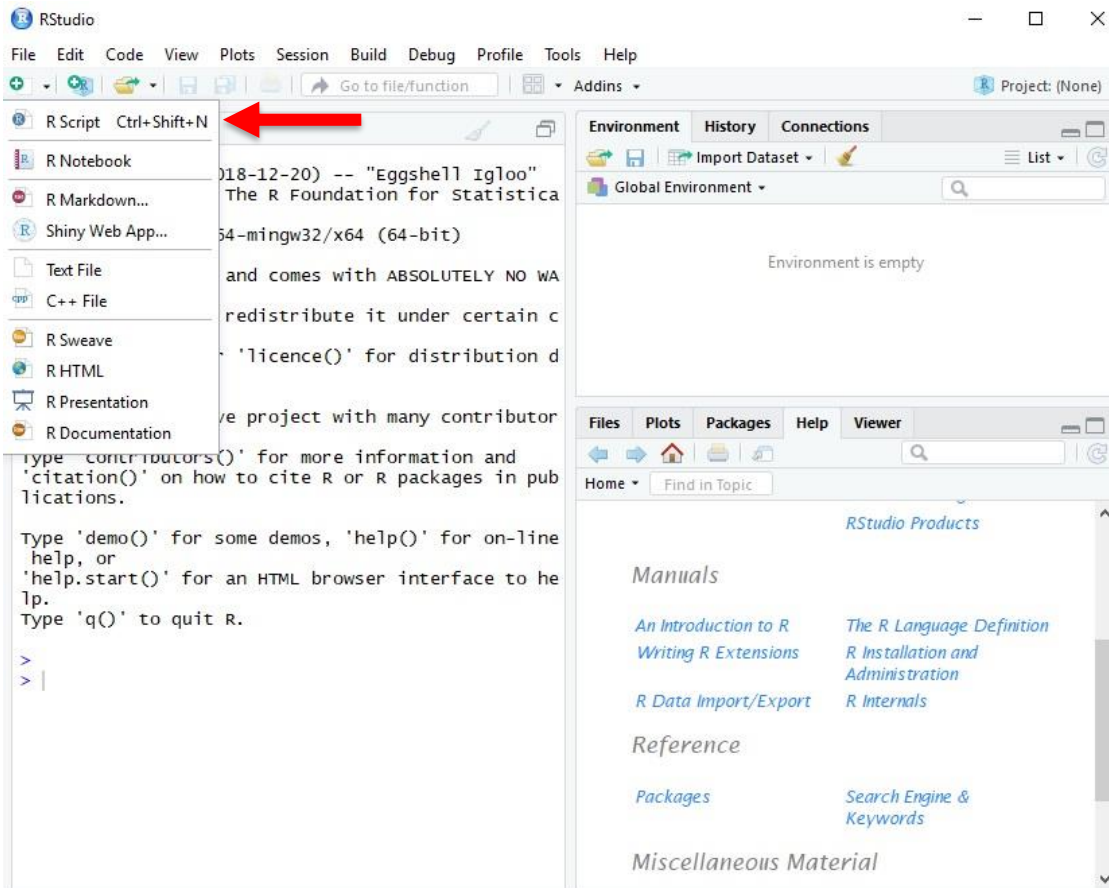 RStudio
File Edit Code View Plots Session Build Debug Profile Tools Help
Go to file/function Addins Project: (None)
R Script Ctrl+Shift+N
R Notebook
R Markdown...
Shiny Web App...
Text File
C++ File
R Sweave
R HTML
R Presentation
R Documentation
018-12-20) -- "Eggshell Igloo"
The R Foundation for Statistica
64-mingw32/x64 (64-bit)
and comes with ABSOLUTELY NO WA
redistribute it under certain c
'licence()' for distribution d
ve project with many contributor
Type 'contributors()' for more information and
'citation()' on how to cite R or R packages in pub
lications.
Type 'demo()' for some demos, 'help()' for on-line
help, or
'help.start()' for an HTML browser interface to he
lp.
Type 'q()' to quit R.
>
>
Environment History Connections
Import Dataset List
Global Environment
Environment is empty
Files Plots Packages Help Viewer
Home Find in Topic
RStudio Products
Manuals
An Introduction to R The R Language Definition
Writing R Extensions R Installation and
Administration
R Data Import/Export R Internals
Reference
Packages Search Engine &
Keywords
Miscellaneous Material